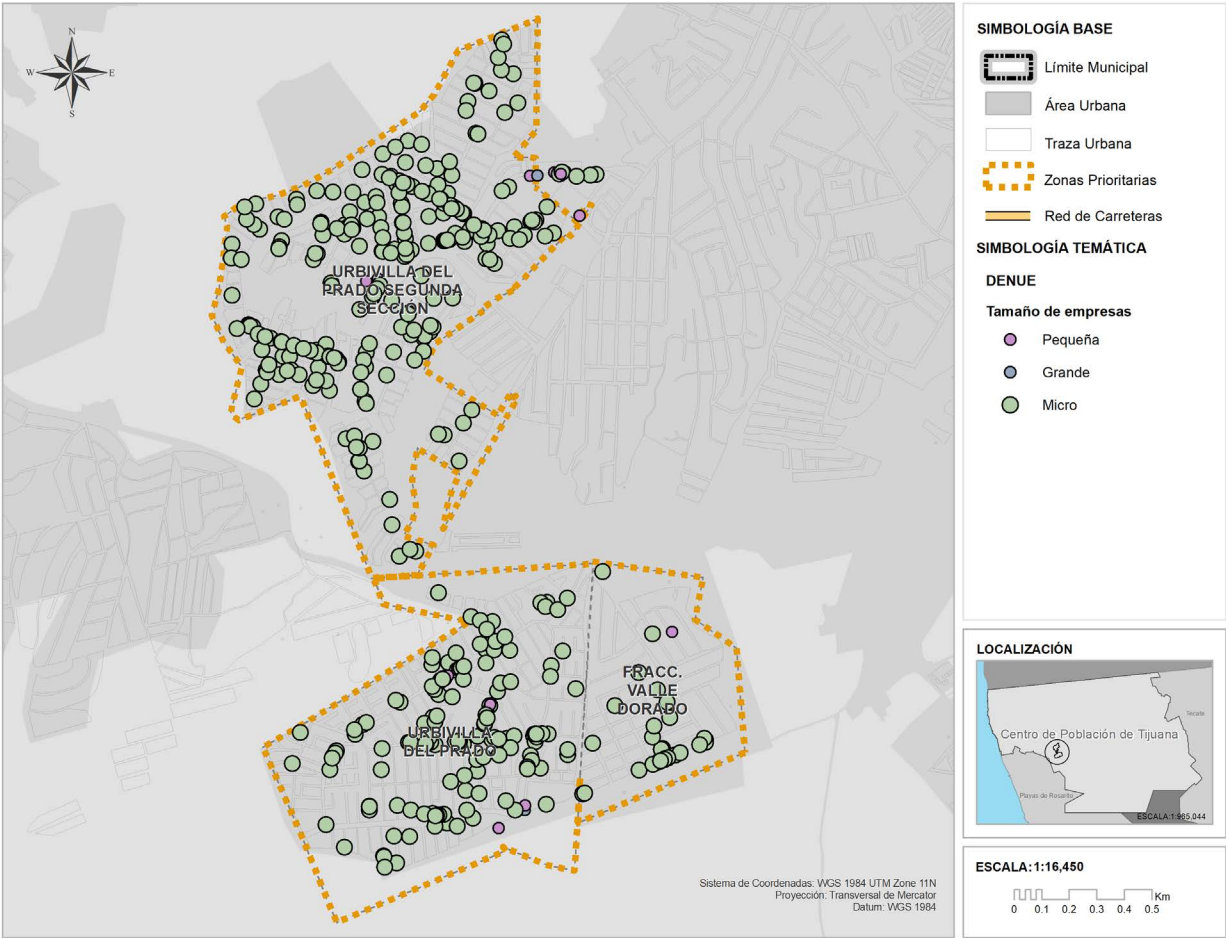 N
W
E
S
URBIVILLA DEL
PRADO SEGUNDA
SECCIÓN
FRACC.
VALLE
DORADO
URBIVILLA
DEL PRADO
Sistema de Coordenadas: WGS 1984 UTM Zone 11N
Proyección: Transversal de Mercator
Datum: WGS 1984
SIMBOLOGÍA BASE
Límite Municipal
Área Urbana
Traza Urbana
Zonas Prioritarias
Red de Carreteras
SIMBOLOGÍA TEMÁTICA
DENUE
Tamaño de empresas
Pequeña
Grande
Micro
LOCALIZACIÓN
Tecate
Centro de Población de Tijuana
Playas de Rosarito
ESCALA:1:985,044
ESCALA:1:16,450
Km
0 0.1 0.2 0.3 0.4 0.5